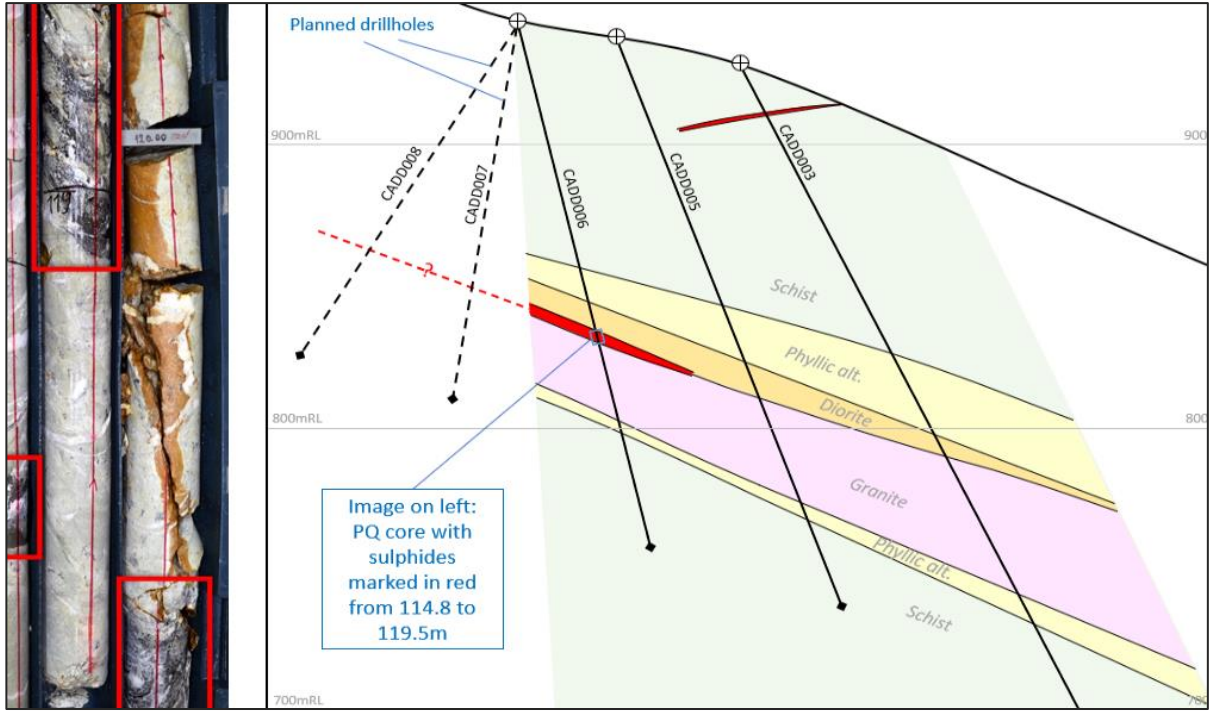 120.00
119
Planned drillholes
900mRL
900
CADD008
CADD007
CADD006
CADD005
CADD003
?
Schist
Phyllic alt.
Diorite
800mRL
800
Granite
Phyllic alt.
Schist
Image on left:
PQ core with
sulphides
marked in red
from 114.8 to
119.5m
700mRL
700